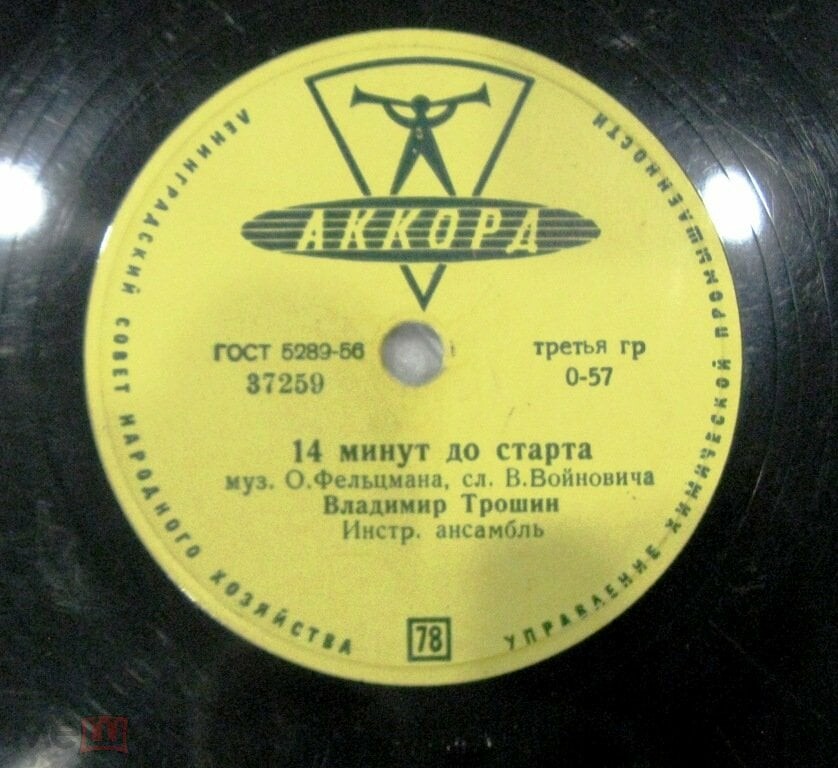 ЛЕНИНГРАДСКИЙ СОВЕТ НАРОДНОГО ХОЗЯЙСТВА
УПРАВЛЕНИЕ ХИМИЧЕСКОЙ ПРОМЫШЛЕННОСТИ
АККОРД
ГОСТ 5289-56
третья гр
37259
0-57
14 минут до старта
муз. О.Фельцмана, сл. В.Войновича
Владимир Трошин
Инстр. ансамбль
78